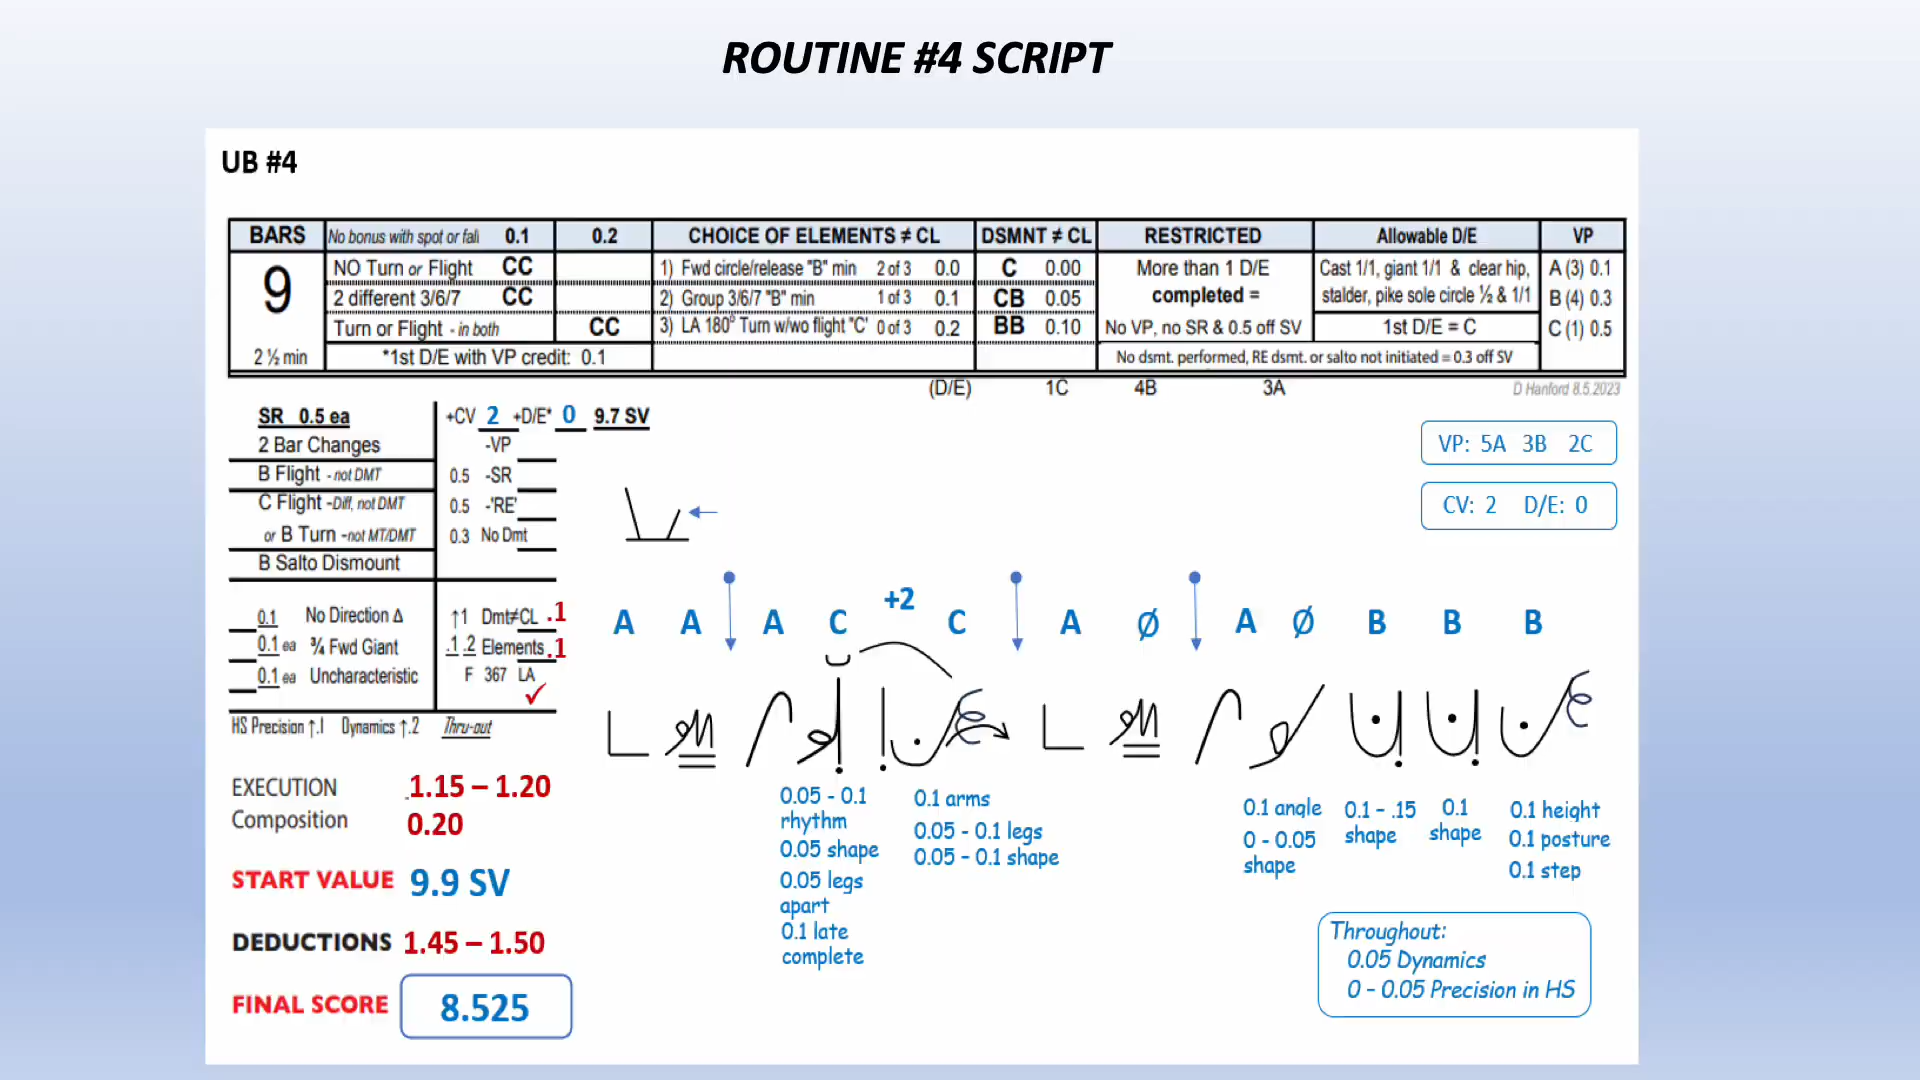 ROUTINE #4 SCRIPT
UB #4
BARS No bonus with spot or fall 0.1 0.2 CHOICE OF ELEMENTS ≠ CL DSMNT ≠ CL RESTRICTED Allowable D/E VP
9 NO Turn or Flight CC 1) Fwd circle/release "B" min 2 of 3 0.0 C 0.00 More than 1 D/E Cast 1/1, giant 1/1 & clear hip, A (3) 0.1
2 different 3/6/7 CC 2) Group 3/6/7 "B" min 1 of 3 0.1 CB 0.05 completed = stalder, pike sole circle ½ & 1/1 B (4) 0.3
Turn or Flight - in both CC 3) LA 180° Turn w/wo flight "C" 0 of 3 0.2 BB 0.10 No VP, no SR & 0.5 off SV 1st D/E = C C (1) 0.5
2 ½ min *1st D/E with VP credit: 0.1 No dsmt. performed, RE dsmt. or salto not initiated = 0.3 off SV
(D/E) 1C 4B 3A D Hanford 8.5.2023
SR 0.5 ea +CV 2 +D/E* 0 9.7 SV
2 Bar Changes -VP
B Flight - not DMT 0.5 -SR
C Flight -Diff, not DMT 0.5 -'RE'
or B Turn -not MT/DMT 0.3 No Dmt
B Salto Dismount
VP: 5A 3B 2C
CV: 2 D/E: 0
0.1 No Direction Δ ↑1 Dmt≠CL .1
0.1 ea ¾ Fwd Giant .1 .2 Elements .1
0.1 ea Uncharacteristic F 367 LA ✓
HS Precision ↑.1 Dynamics ↑.2 Thru-out
A A A C +2 C A Ø A Ø B B B
EXECUTION 1.15 – 1.20
Composition 0.20
START VALUE 9.9 SV
DEDUCTIONS 1.45 – 1.50
FINAL SCORE 8.525
0.05 - 0.1
rhythm
0.05 shape
0.05 legs
apart
0.1 late
complete
0.1 arms
0.05 - 0.1 legs
0.05 – 0.1 shape
0.1 angle
0 - 0.05
shape
0.1 – .15
shape
0.1
shape
0.1 height
0.1 posture
0.1 step
Throughout:
0.05 Dynamics
0 – 0.05 Precision in HS